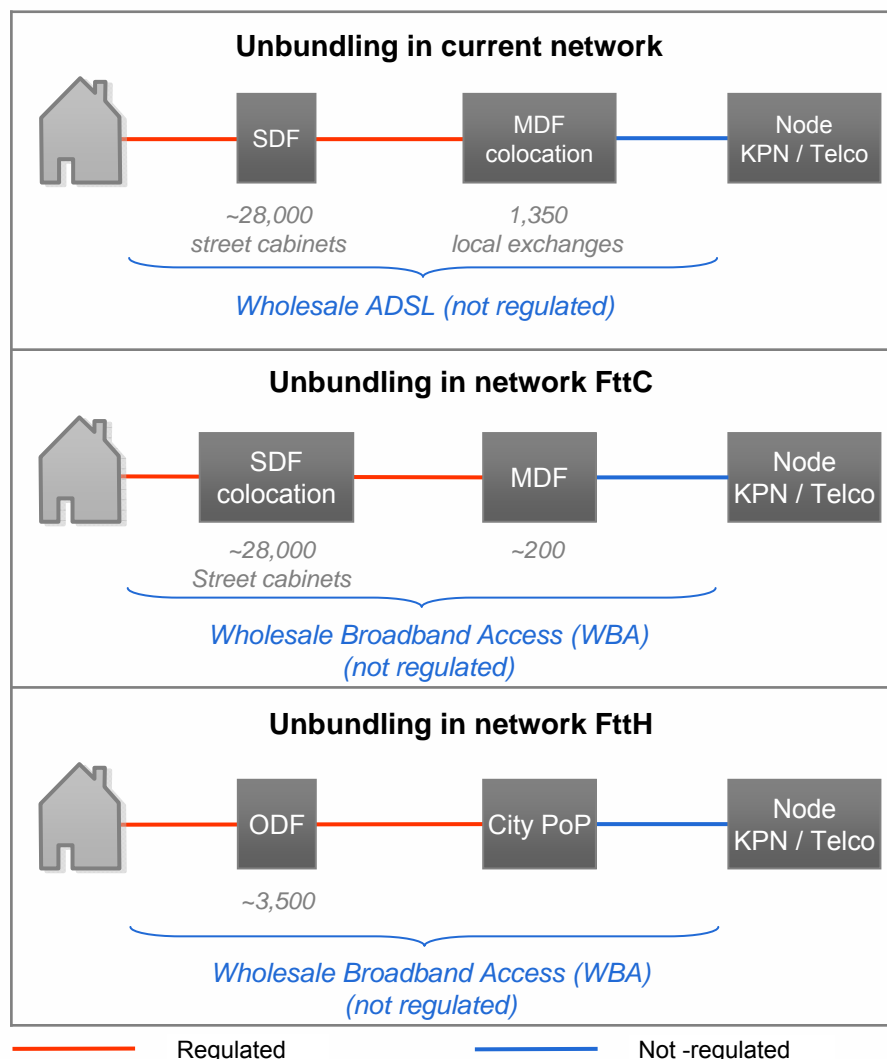 Unbundling in current network
SDF
MDF
colocation
Node
KPN / Telco
~28,000
street cabinets
1,350
local exchanges
Wholesale ADSL (not regulated)
Unbundling in network FttC
SDF
colocation
MDF
Node
KPN / Telco
~28,000
Street cabinets
~200
Wholesale Broadband Access (WBA)
(not regulated)
Unbundling in network FttH
ODF
City PoP
Node
KPN / Telco
~3,500
Wholesale Broadband Access (WBA)
(not regulated)
Regulated
Not -regulated